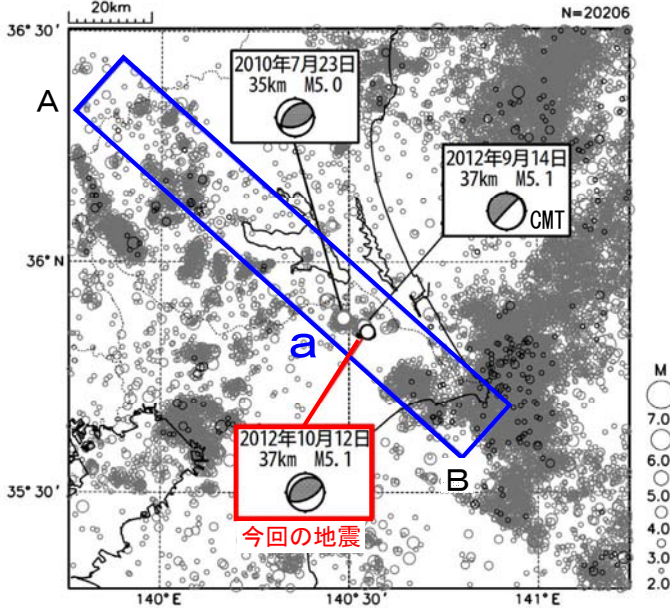 20km
N=20206
36°30'
2010年7月23日
35km M5.0
A
2012年9月14日
37km M5.1
CMT
36°N
a
2012年10月12日
37km M5.1
今回の地震
B
35°30'
M
7.0
6.0
5.0
4.0
3.0
2.0
140°E
140°30'
141°E